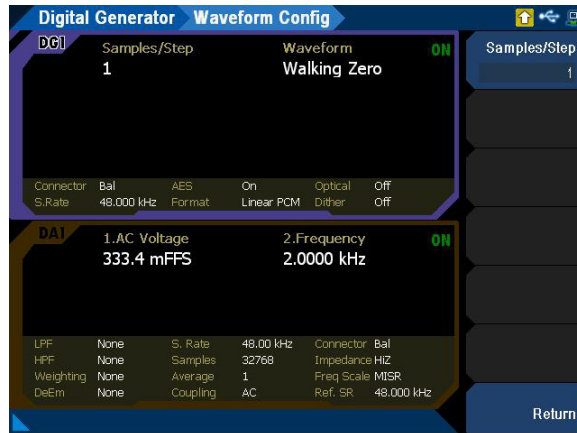 Digital Generator Waveform Config
DG1 Samples/Step Waveform ON
1 Walking Zero
Connector Bal AES On Optical Off
S.Rate 48.000 kHz Format Linear PCM Dither Off
DA1 1.AC Voltage 2.Frequency ON
333.4 mFFS 2.0000 kHz
LPF None S. Rate 48.00 kHz Connector Bal
HPF None Samples 32768 Impedance HiZ
Weighting None Average 1 Freq Scale MISR
DeEm None Coupling AC Ref. SR 48.000 kHz
Samples/Step
1
Return